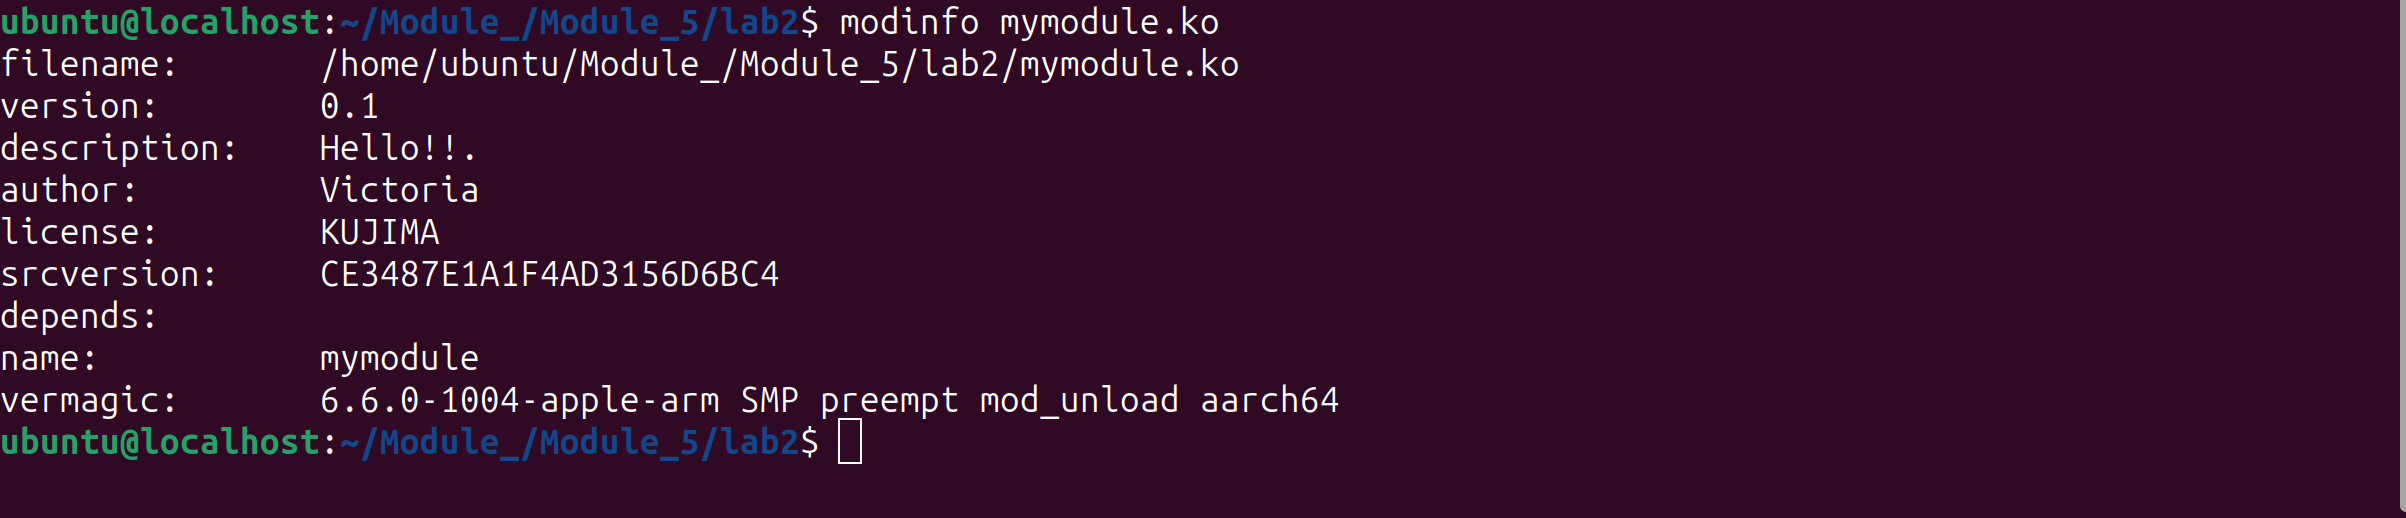 ubuntu@localhost:~/Module_/Module_5/lab2$ modinfo mymodule.ko
filename:       /home/ubuntu/Module_/Module_5/lab2/mymodule.ko
version:        0.1
description:    Hello!!.
author:         Victoria
license:        KUJIMA
srcversion:     CE3487E1A1F4AD3156D6BC4
depends:
name:           mymodule
vermagic:       6.6.0-1004-apple-arm SMP preempt mod_unload aarch64
ubuntu@localhost:~/Module_/Module_5/lab2$